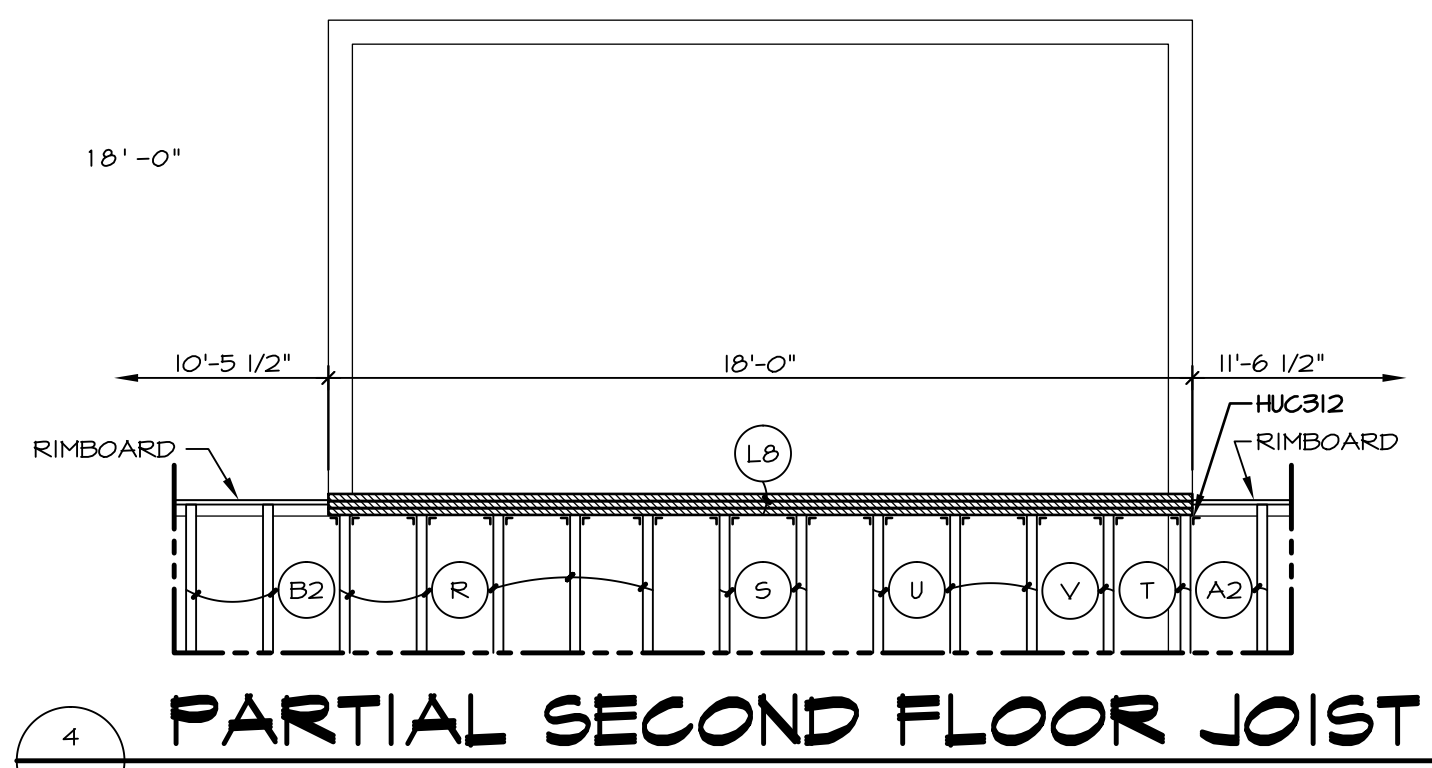 18'-0"
10'-5 1/2"
18'-0"
11'-6 1/2"
HUC312
RIMBOARD
RIMBOARD
L8
B2
R
S
U
V
T
A2
4
PARTIAL SECOND FLOOR JOIST